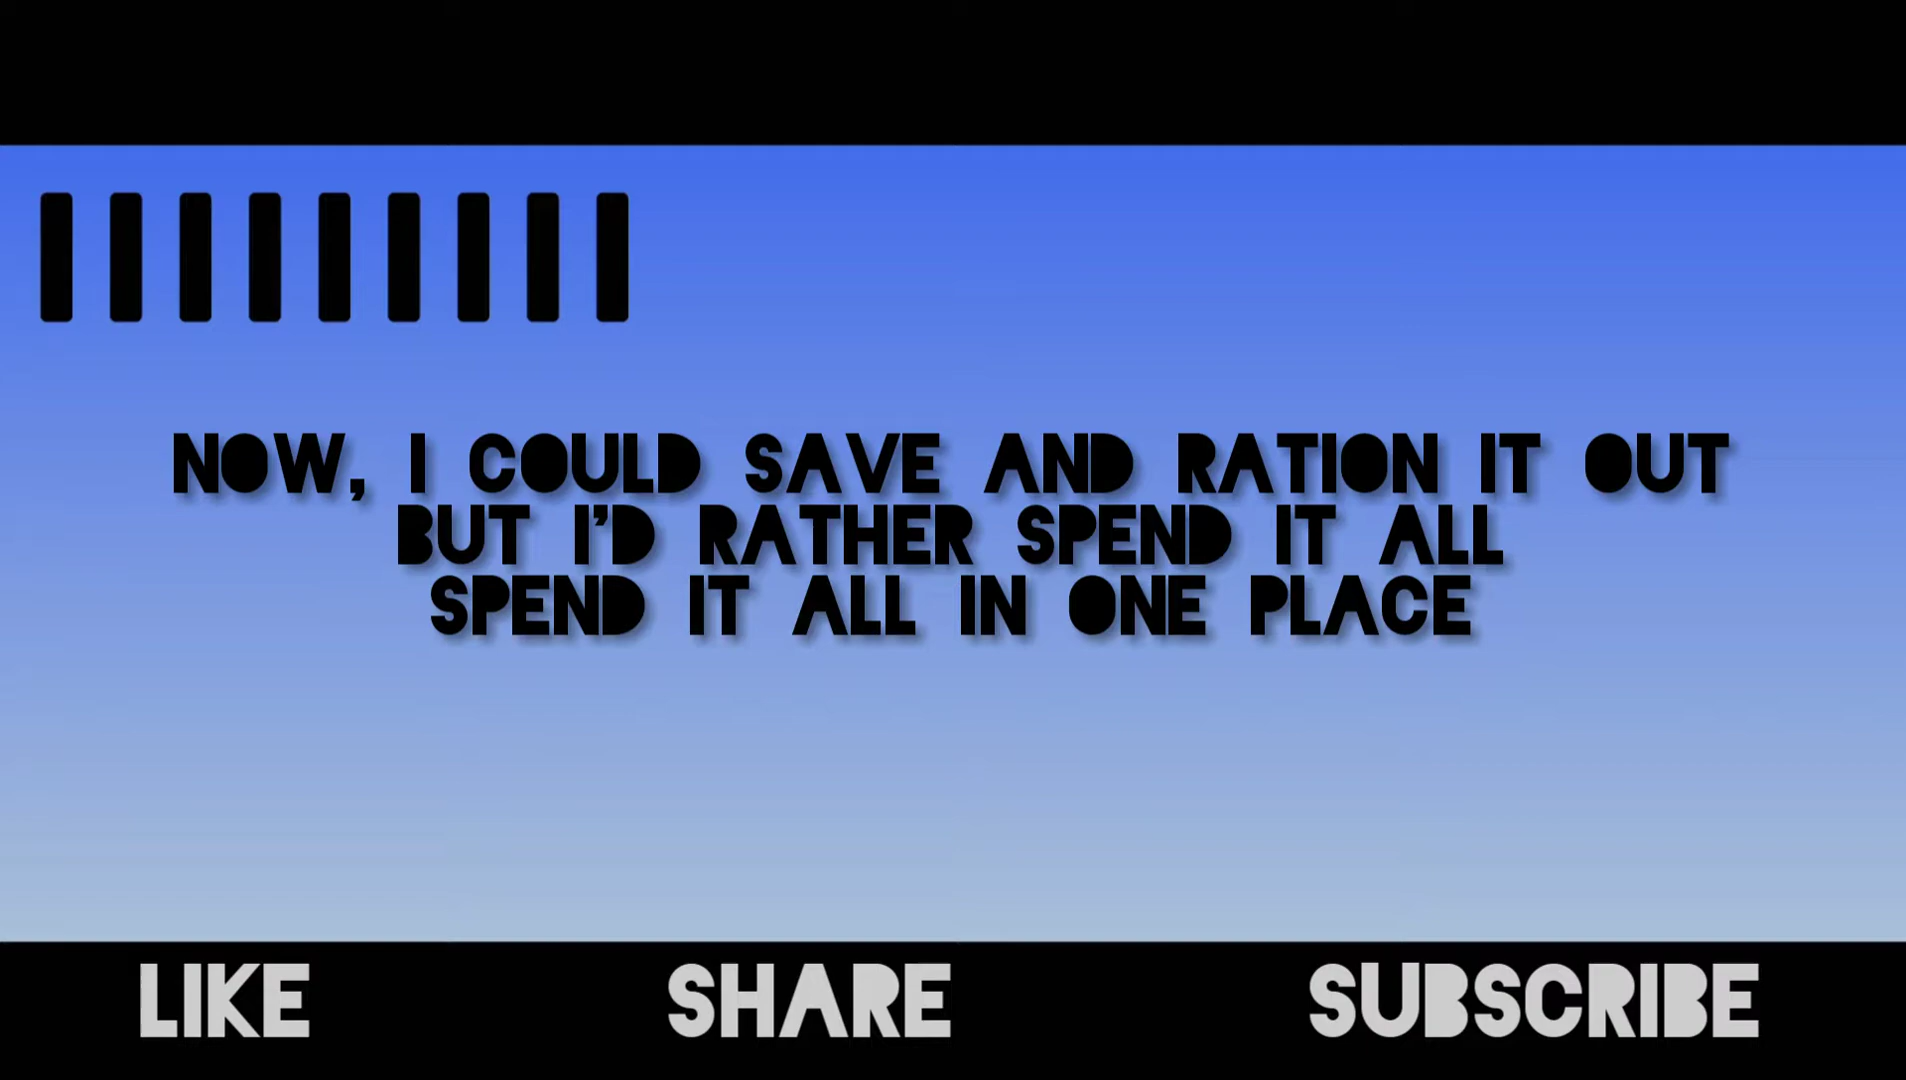 NOW, I COULD SAVE AND RATION IT OUT
BUT I'D RATHER SPEND IT ALL
SPEND IT ALL IN ONE PLACE
LIKE SHARE SUBSCRIBE